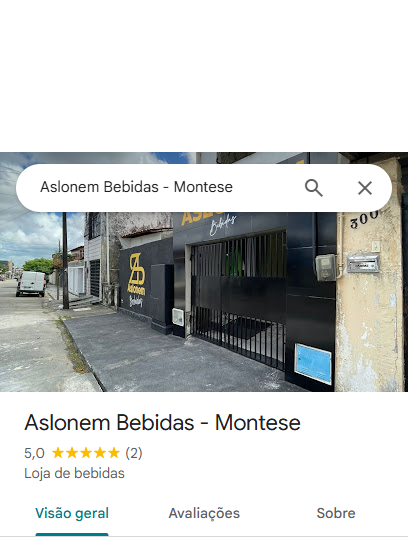 Aslonem Bebidas - Montese
Bebidas
300
AS
Aslonem
Bebidas
Aslonem Bebidas - Montese
5,0 ★★★★★ (2)
Loja de bebidas
Visão geral
Avaliações
Sobre